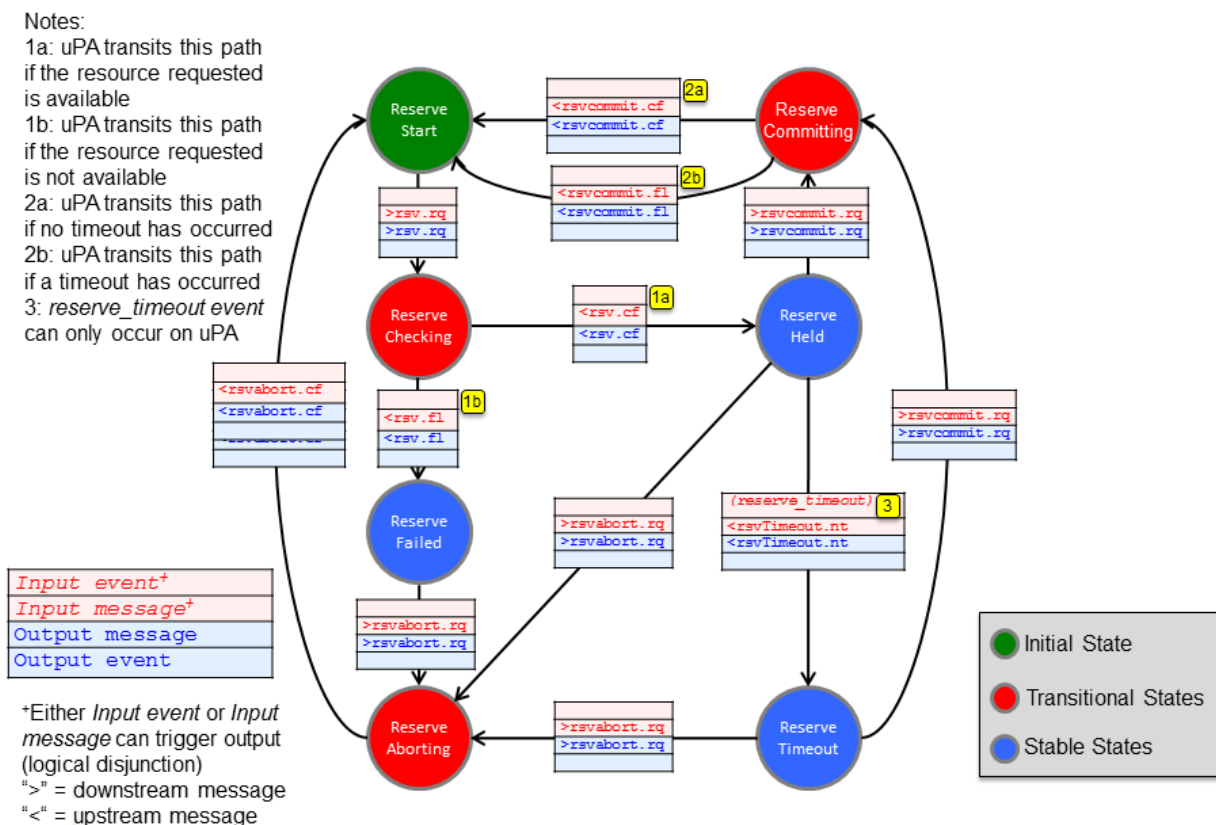 Notes:
1a: uPA transits this path
if the resource requested
is available
1b: uPA transits this path
if the resource requested
is not available
2a: uPA transits this path
if no timeout has occurred
2b: uPA transits this path
if a timeout has occurred
3: reserve_timeout event
can only occur on uPA
Reserve
Start
<rsvcommit.cf
<rsvcommit.cf
2a
Reserve
Committing
<rsvcommit.fl
<rsvcommit.fl
2b
>rsv.rq
>rsv.rq
>rsvcommit.rq
>rsvcommit.rq
Reserve
Checking
<rsv.cf
<rsv.cf
1a
Reserve
Held
<rsvabort.cf
<rsvabort.cf
<rsvabort.cf
<rsv.fl
<rsv.fl
1b
>rsvcommit.rq
>rsvcommit.rq
Reserve
Failed
>rsvabort.rq
>rsvabort.rq
(reserve_timeout)
<rsvTimeout.nt
<rsvTimeout.nt
3
>rsvabort.rq
>rsvabort.rq
Reserve
Aborting
>rsvabort.rq
>rsvabort.rq
Reserve
Timeout
Input event+
Input message+
Output message
Output event
+Either Input event or Input
message can trigger output
(logical disjunction)
">" = downstream message
"<" = upstream message
Initial State
Transitional States
Stable States